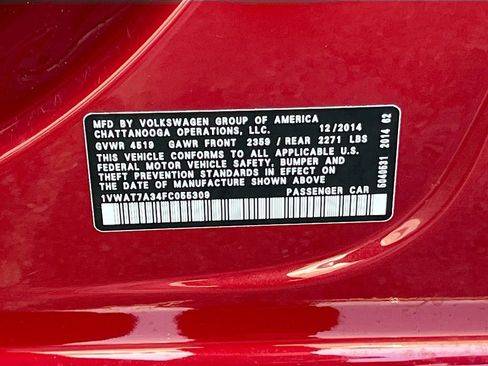 MFD BY VOLKSWAGEN GROUP OF AMERICA
CHATTANOOGA OPERATIONS, LLC. 12/2014
GVWR 4519 GAWR FRONT 2359 / REAR 2271 LBS
THIS VEHICLE CONFORMS TO ALL APPLICABLE U.S.
FEDERAL MOTOR VEHICLE SAFETY, BUMPER AND
THEFT PREVENTION STANDARDS IN EFFECT ON
THE DATE OF MANUFACTURE SHOWN ABOVE
1VWAT7A34FC055309 PASSENGER CAR
6040631 2014 02